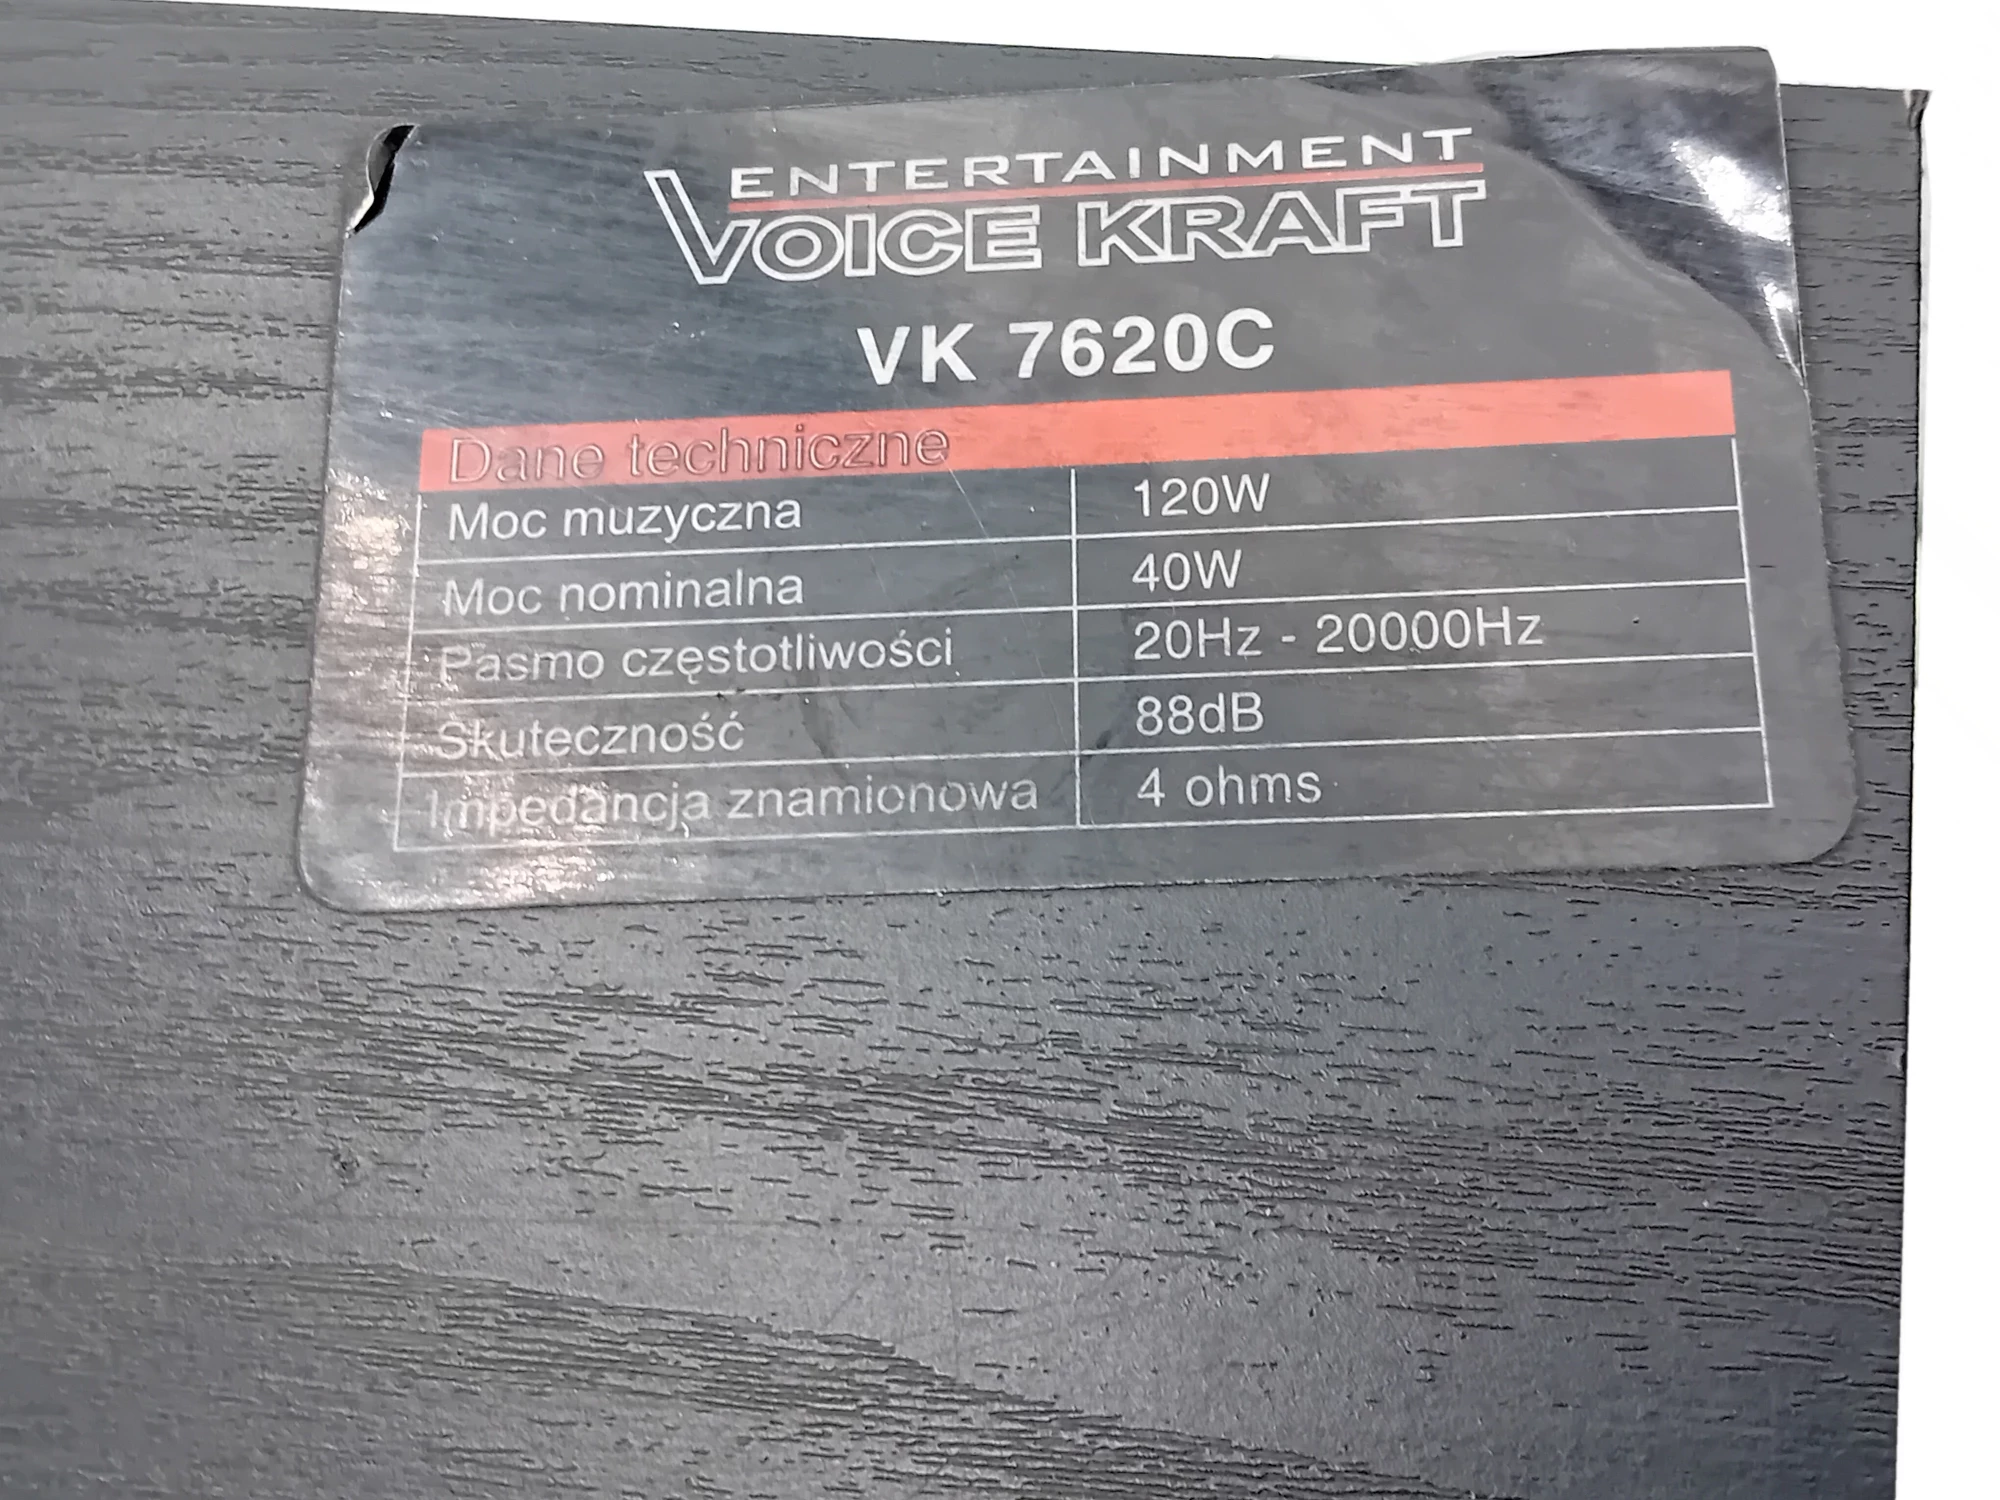 ENTERTAINMENT
VOICE KRAFT
VK 7620C
Dane techniczne
Moc muzyczna 120W
Moc nominalna 40W
Pasmo częstotliwości 20Hz - 20000Hz
Skuteczność 88dB
Impedancja znamionowa 4 ohms